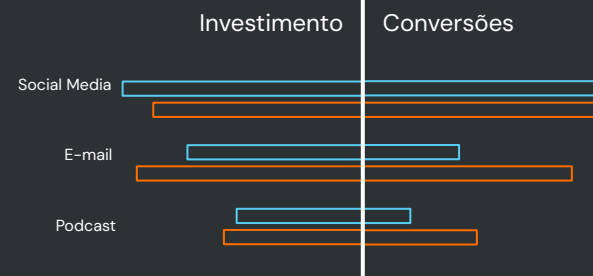 Investimento
Conversões
Social Media
E-mail
Podcast